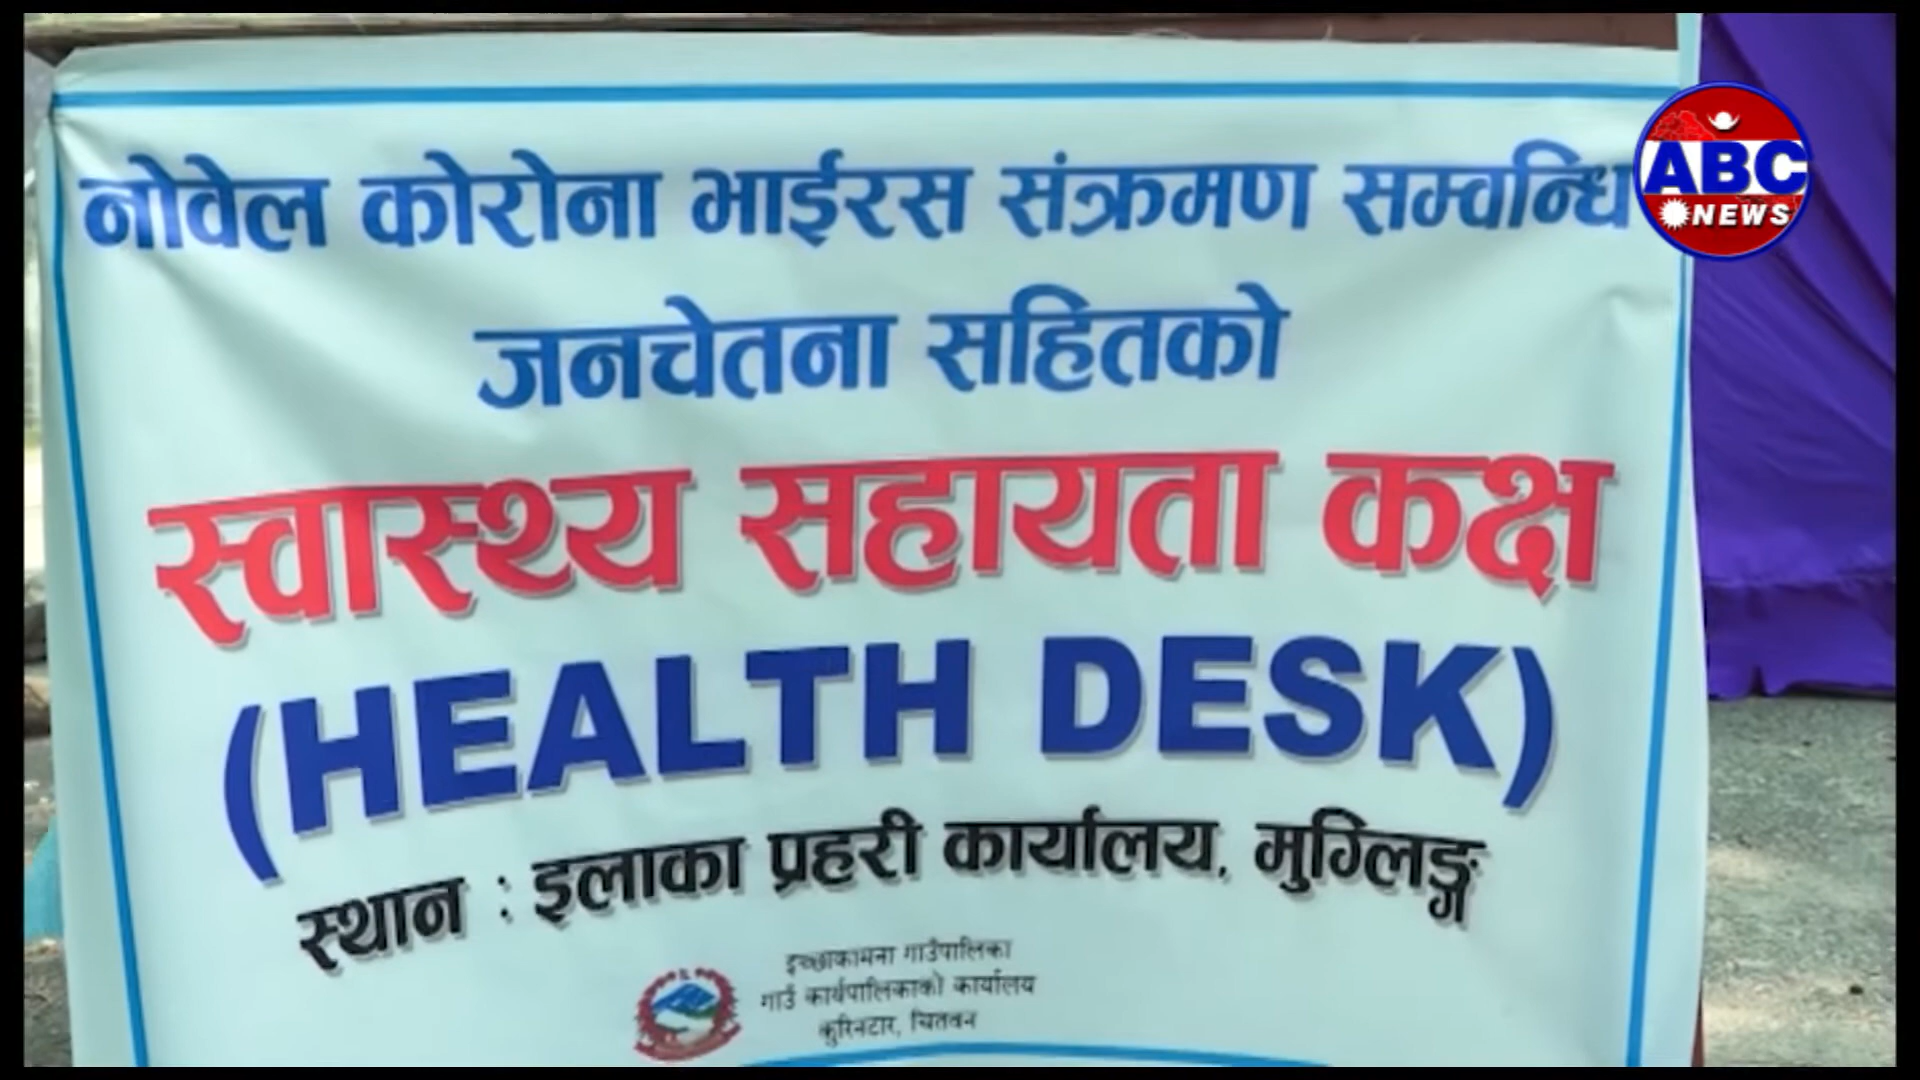 नोवेल कोरोना भाईरस संक्रमण सम्वन्धि
जनचेतना सहितको
स्वास्थ्य सहायता कक्ष
(HEALTH DESK)
स्थान : इलाका प्रहरी कार्यालय, मुग्लिङ्ग
इच्छाकामना गाउँपालिका
गाउँ कार्यपालिकाको कार्यालय
कुरिनटार, चितवन
ABC
NEWS